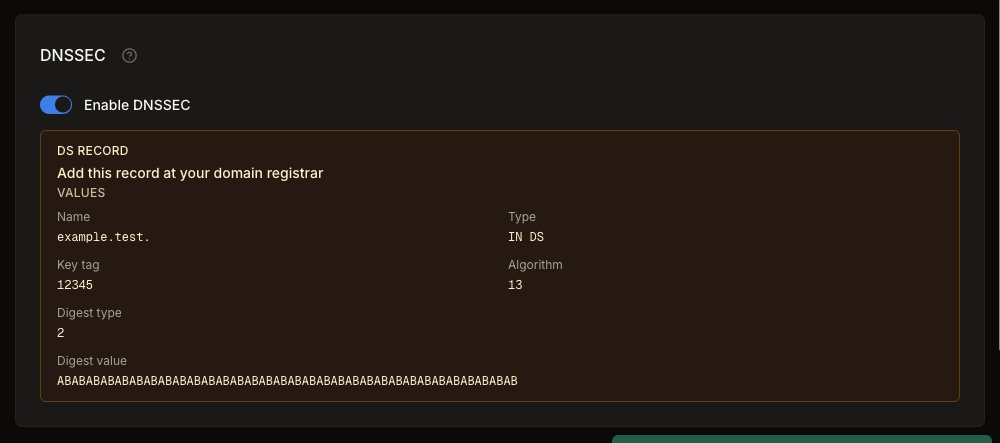 DNSSEC ?
Enable DNSSEC
DS RECORD
Add this record at your domain registrar
VALUES
Name Type
example.test. IN DS
Key tag Algorithm
12345 13
Digest type
2
Digest value
ABABABABABABABABABABABABABABABABABABABABABABABABABABABABABABABAB